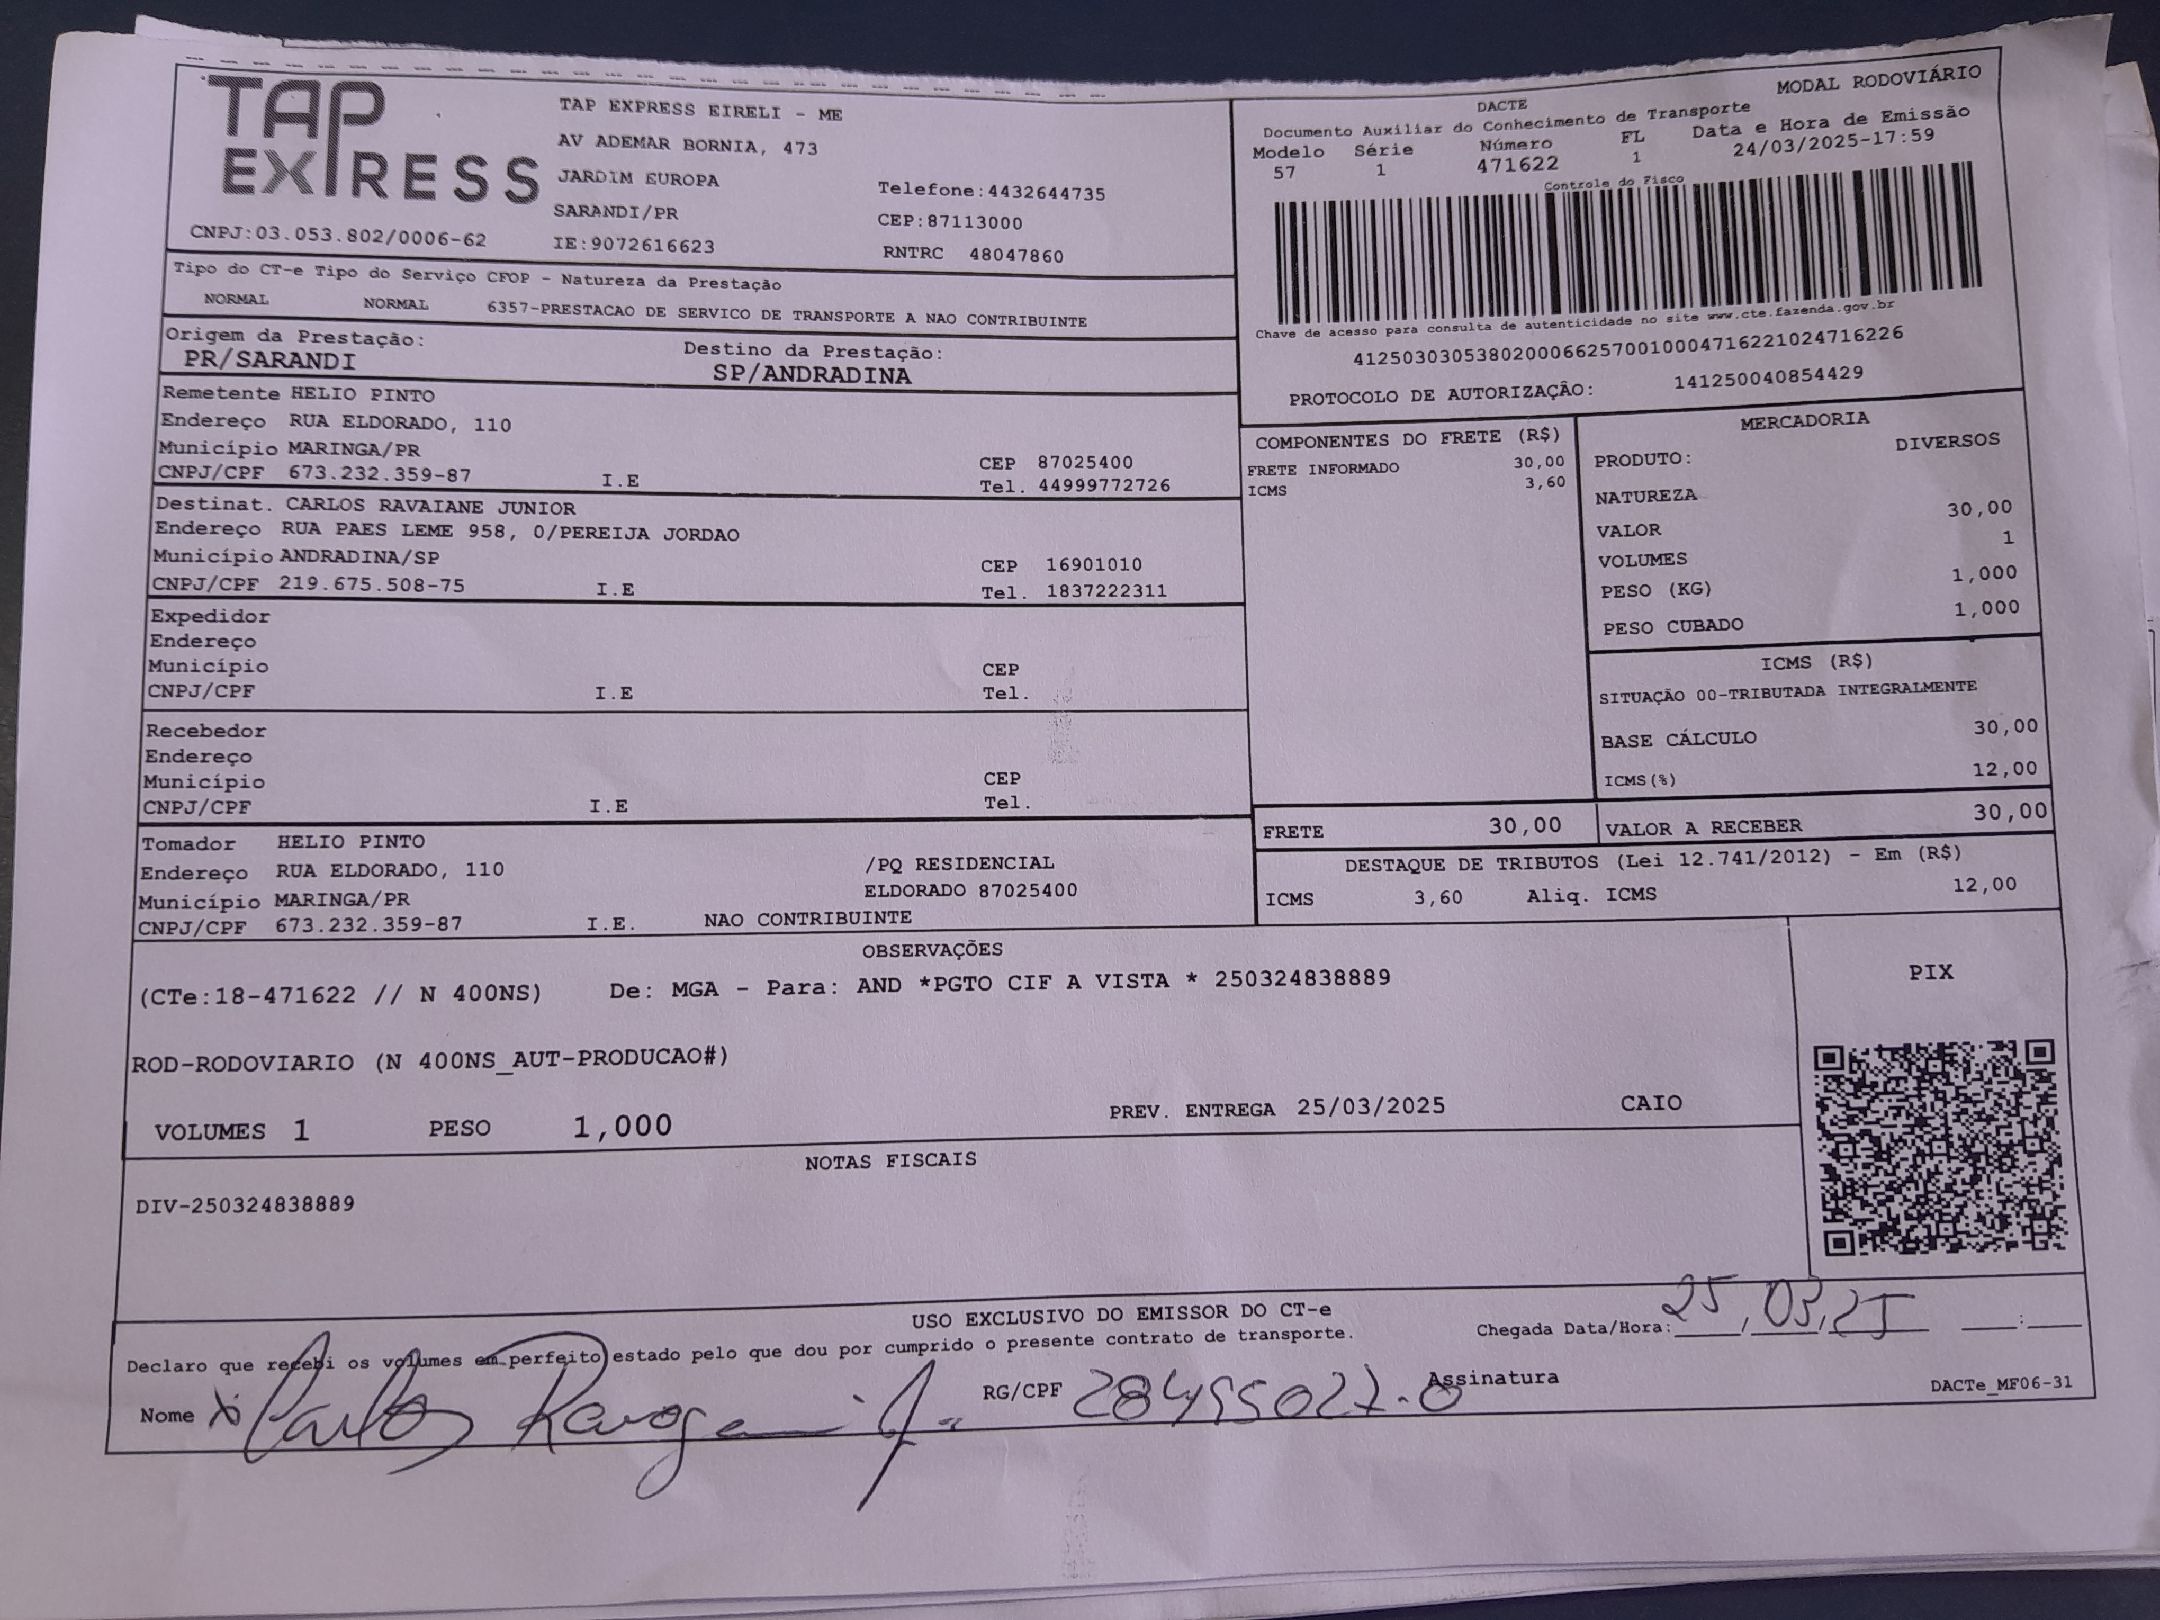 TAP EXPRESS
TAP EXPRESS EIRELI - ME
AV ADEMAR BORNIA, 473
JARDIM EUROPA
Telefone:4432644735
SARANDI/PR
CEP:87113000
CNPJ:03.053.802/0006-62
IE:9072616623
RNTRC 48047860
MODAL RODOVIÁRIO
DACTE
Documento Auxiliar do Conhecimento de Transporte
Modelo Série Número FL Data e Hora de Emissão
57 1 471622 1 24/03/2025-17:59
Controle do Fisco
Chave de acesso para consulta de autenticidade no site www.cte.fazenda.gov.br
41250303053802000662570010004716221024716226
PROTOCOLO DE AUTORIZAÇÃO: 141250040854429
Tipo do CT-e Tipo do Serviço CFOP - Natureza da Prestação
NORMAL NORMAL 6357-PRESTACAO DE SERVICO DE TRANSPORTE A NAO CONTRIBUINTE
Origem da Prestação: Destino da Prestação:
PR/SARANDI SP/ANDRADINA
Remetente HELIO PINTO
Endereço RUA ELDORADO, 110
Município MARINGA/PR CEP 87025400
CNPJ/CPF 673.232.359-87 I.E Tel. 44999772726
Destinat. CARLOS RAVAIANE JUNIOR
Endereço RUA PAES LEME 958, 0/PEREIJA JORDAO
Município ANDRADINA/SP CEP 16901010
CNPJ/CPF 219.675.508-75 I.E Tel. 1837222311
Expedidor
Endereço
Município CEP
CNPJ/CPF I.E Tel.
Recebedor
Endereço
Município CEP
CNPJ/CPF I.E Tel.
Tomador HELIO PINTO
Endereço RUA ELDORADO, 110 /PQ RESIDENCIAL
Município MARINGA/PR ELDORADO 87025400
CNPJ/CPF 673.232.359-87 I.E. NAO CONTRIBUINTE
COMPONENTES DO FRETE (R$)
FRETE INFORMADO 30,00
ICMS 3,60
MERCADORIA
PRODUTO: DIVERSOS
NATUREZA
VALOR 30,00
VOLUMES 1
PESO (KG) 1,000
PESO CUBADO 1,000
ICMS (R$)
SITUAÇÃO 00-TRIBUTADA INTEGRALMENTE
BASE CÁLCULO 30,00
ICMS(%) 12,00
FRETE 30,00 VALOR A RECEBER 30,00
DESTAQUE DE TRIBUTOS (Lei 12.741/2012) - Em (R$)
ICMS 3,60 Aliq. ICMS 12,00
OBSERVAÇÕES
(CTe:18-471622 // N 400NS) De: MGA - Para: AND *PGTO CIF A VISTA * 250324838889
ROD-RODOVIARIO (N 400NS_AUT-PRODUCAO#)
VOLUMES 1 PESO 1,000 PREV. ENTREGA 25/03/2025 CAIO
PIX
NOTAS FISCAIS
DIV-250324838889
USO EXCLUSIVO DO EMISSOR DO CT-e
Declaro que recebi os volumes em perfeito estado pelo que dou por cumprido o presente contrato de transporte.
Chegada Data/Hora: 25/03/25 __:__
Nome X Carlos RG/CPF 28495027-0 Assinatura
DACTe_MF06-31